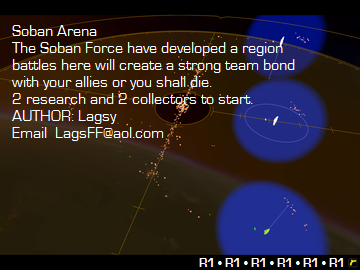 Soban Arena
The Soban Force have developed a region
battles here will create a strong team bond
with your allies or you shall die.
2 research and 2 collectors to start.
AUTHOR: Lagsy
Email  LagsFF@aol.com
R1•R1•R1•R1•R1•R1 r